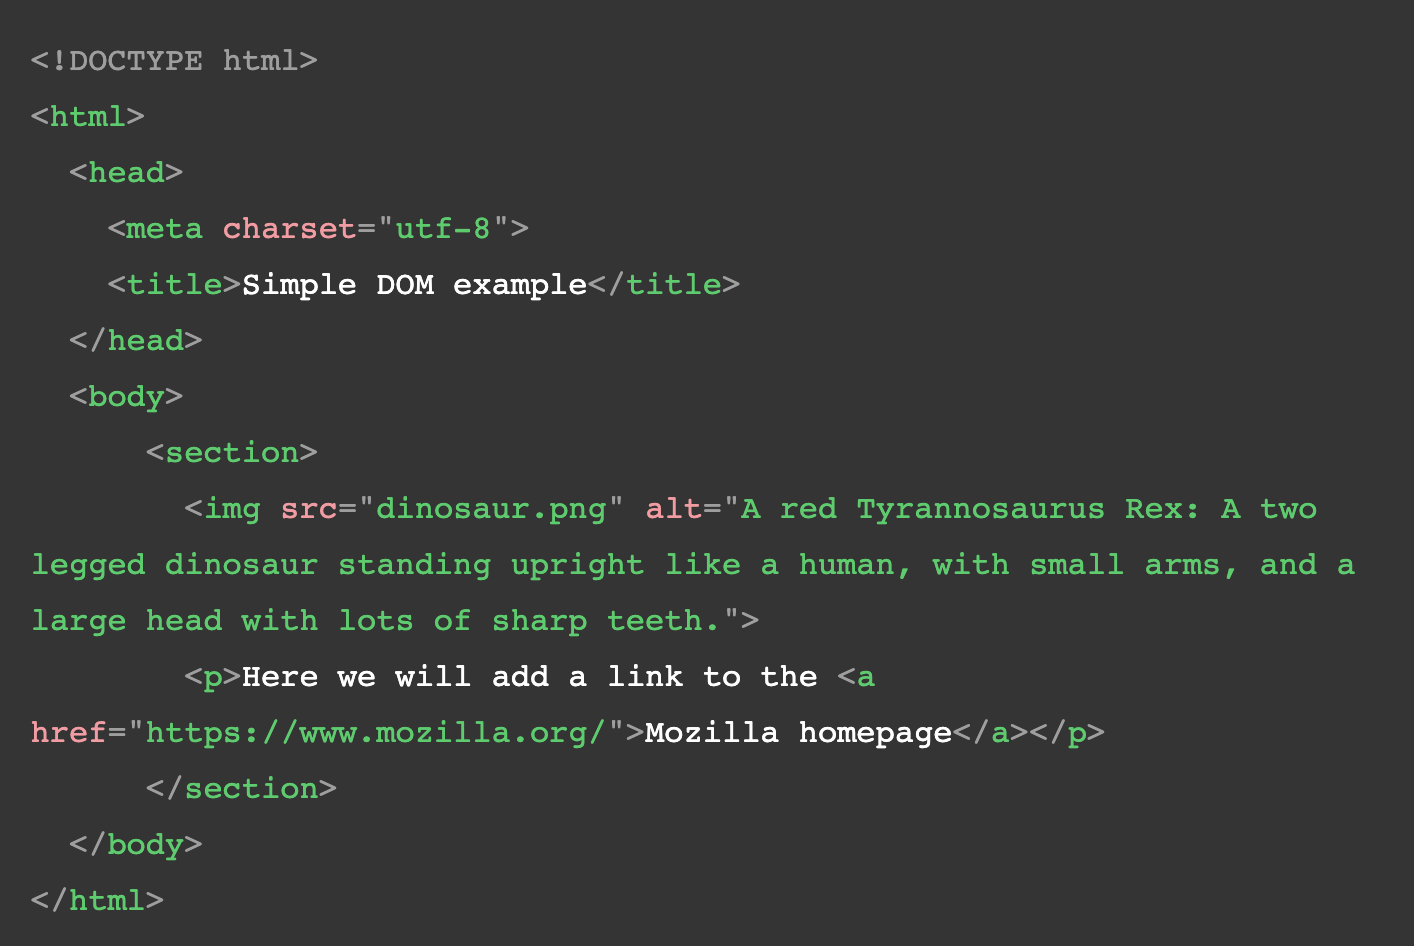 <!DOCTYPE html>
<html>
  <head>
    <meta charset="utf-8">
    <title>Simple DOM example</title>
  </head>
  <body>
      <section>
        <img src="dinosaur.png" alt="A red Tyrannosaurus Rex: A two
legged dinosaur standing upright like a human, with small arms, and a
large head with lots of sharp teeth.">
        <p>Here we will add a link to the <a
href="https://www.mozilla.org/">Mozilla homepage</a></p>
      </section>
  </body>
</html>